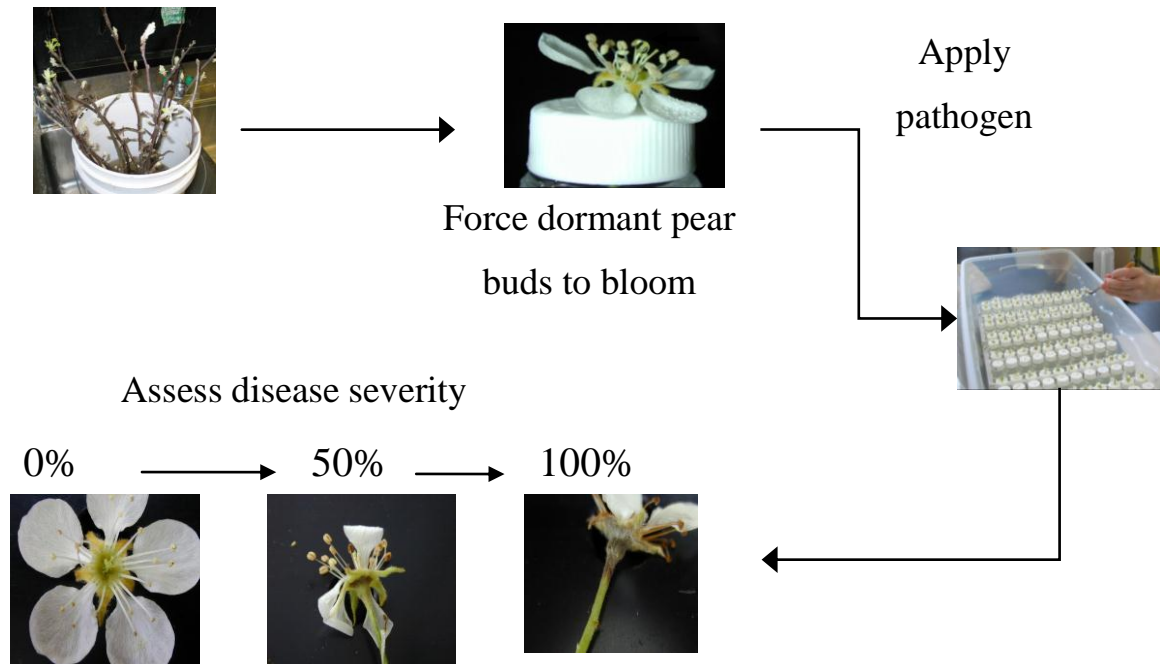 Apply
pathogen
Force dormant pear
buds to bloom
Assess disease severity
0%
50%
100%